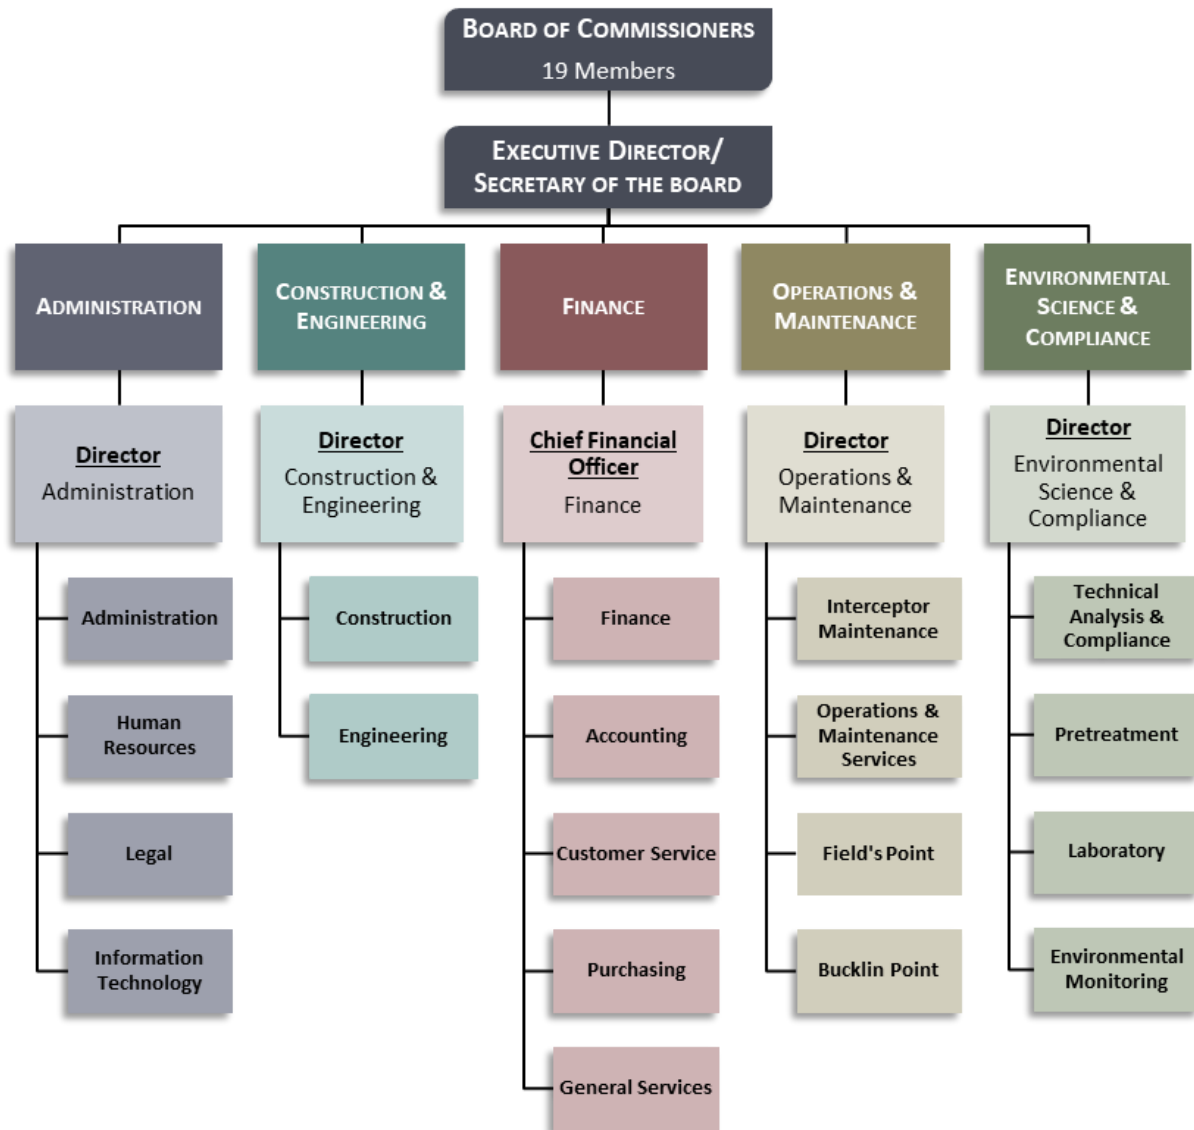 BOARD OF COMMISSIONERS
19 Members
EXECUTIVE DIRECTOR/
SECRETARY OF THE BOARD
ADMINISTRATION
CONSTRUCTION &
ENGINEERING
FINANCE
OPERATIONS &
MAINTENANCE
ENVIRONMENTAL
SCIENCE &
COMPLIANCE
Director
Administration
Director
Construction &
Engineering
Chief Financial
Officer
Finance
Director
Operations &
Maintenance
Director
Environmental
Science &
Compliance
Administration
Human
Resources
Legal
Information
Technology
Construction
Engineering
Finance
Accounting
Customer Service
Purchasing
General Services
Interceptor
Maintenance
Operations &
Maintenance
Services
Field's Point
Bucklin Point
Technical
Analysis &
Compliance
Pretreatment
Laboratory
Environmental
Monitoring